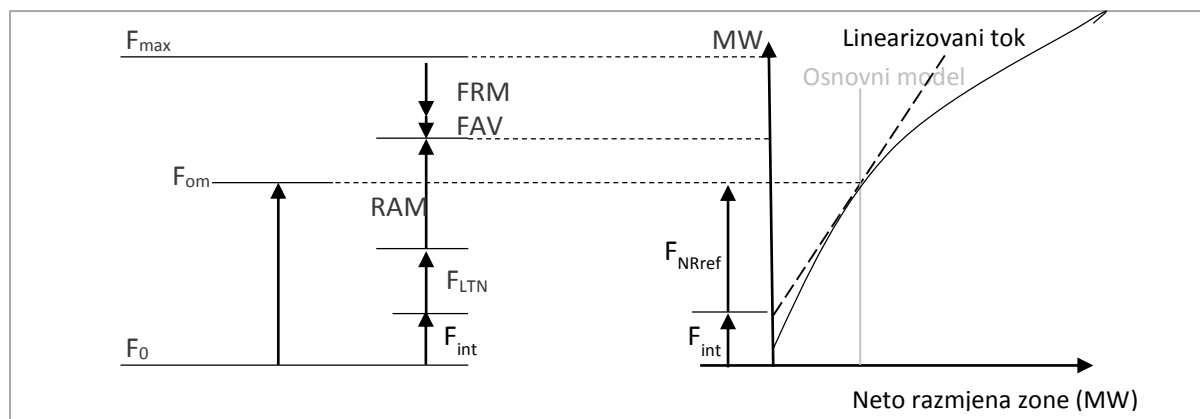 Fmax
MW
Linearizovani tok
Osnovni model
FRM
FAV
Fom
RAM
FNRref
FLTN
Fint
Fint
F0
Neto razmjena zone (MW)